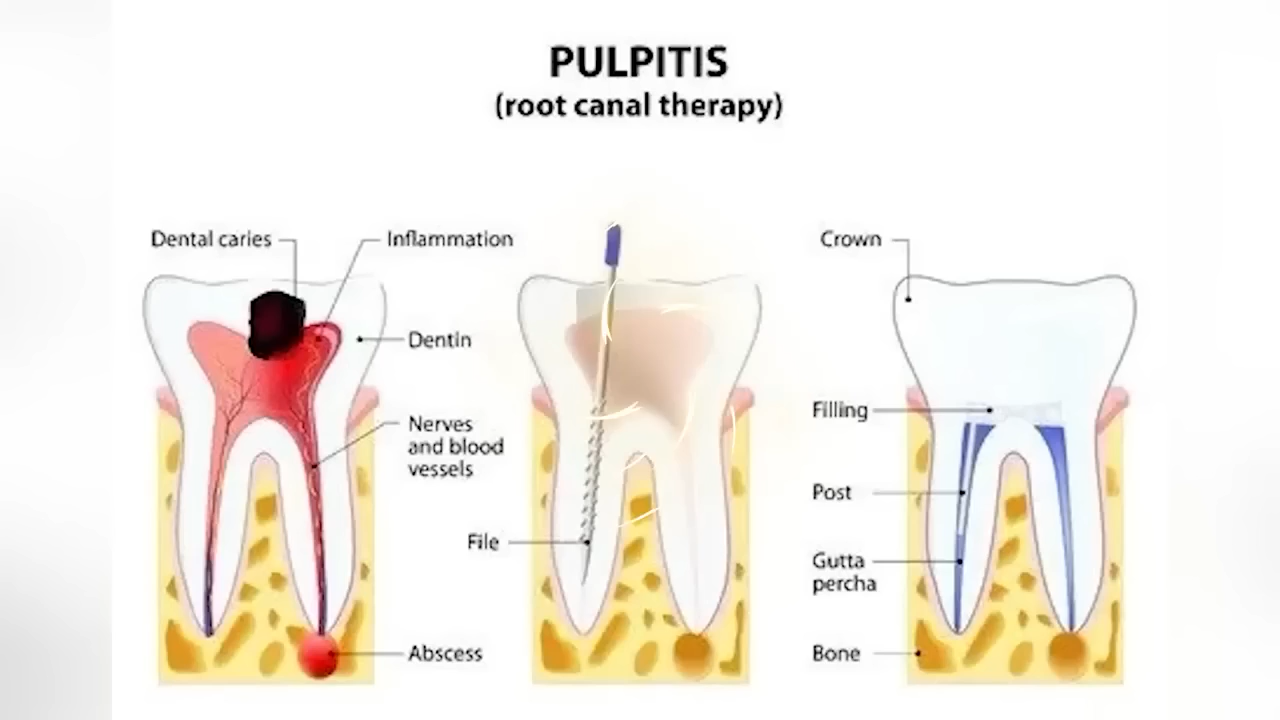 PULPITIS
(root canal therapy)
Dental caries
Inflammation
Dentin
Nerves
and blood
vessels
Abscess
File
Crown
Filling
Post
Gutta
percha
Bone